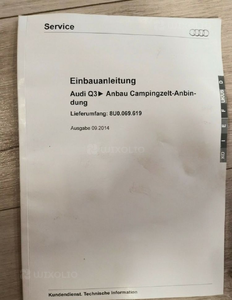 Service
Einbauanleitung
Audi Q3► Anbau Campingzelt-Anbin-
dung
Lieferumfang: 8U0.069.619
Ausgabe 09.2014
Kundendienst. Technische Information